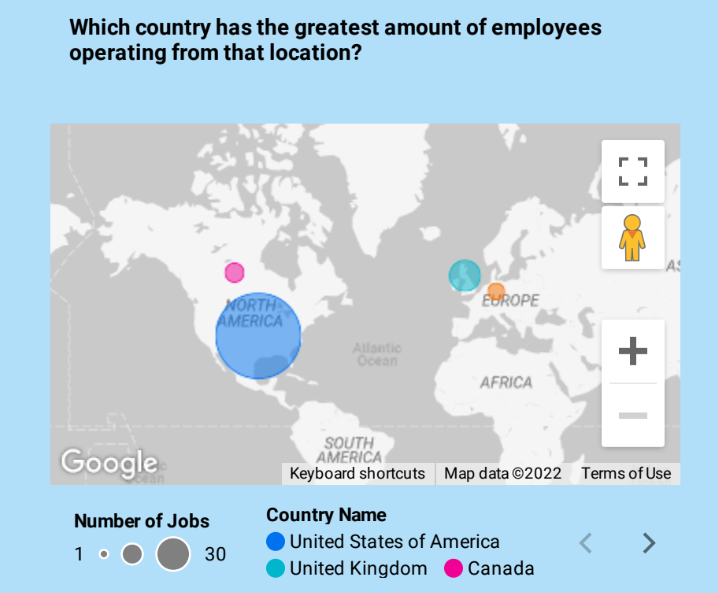 Which country has the greatest amount of employees
operating from that location?
NORTH
AMERICA
EUROPE
Atlantic
Ocean
AFRICA
SOUTH
AMERICA
Google
Keyboard shortcuts
Map data ©2022
Terms of Use
Number of Jobs
1
30
Country Name
United States of America
United Kingdom
Canada